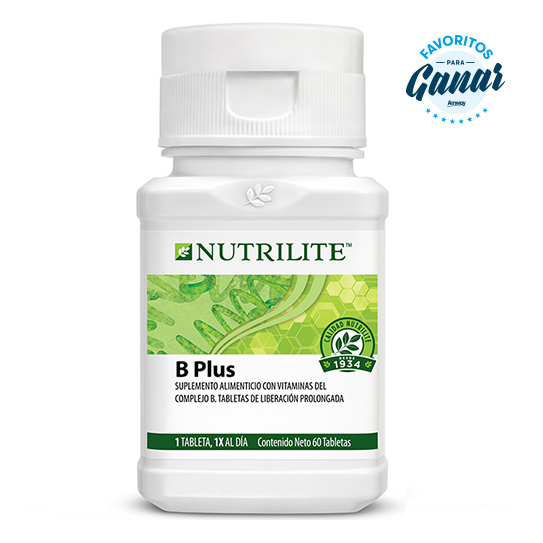 FAVORITOS
PARA
Ganar
Amway
NUTRILITE™
CALIDAD NUTRILITE
DESDE
1934
B Plus
SUPLEMENTO ALIMENTICIO CON VITAMINAS DEL
COMPLEJO B. TABLETAS DE LIBERACIÓN PROLONGADA
1 TABLETA, 1X AL DÍA Contenido Neto 60 Tabletas